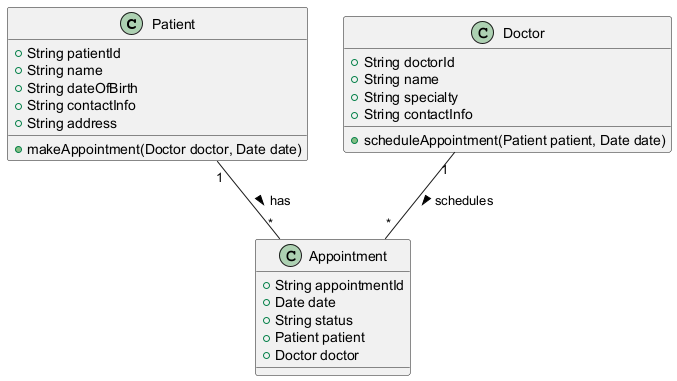 C Patient
String patientId
String name
String dateOfBirth
String contactInfo
String address
makeAppointment(Doctor doctor, Date date)
C Doctor
String doctorId
String name
String specialty
String contactInfo
scheduleAppointment(Patient patient, Date date)
1
has
*
1
schedules
*
C Appointment
String appointmentId
Date date
String status
Patient patient
Doctor doctor